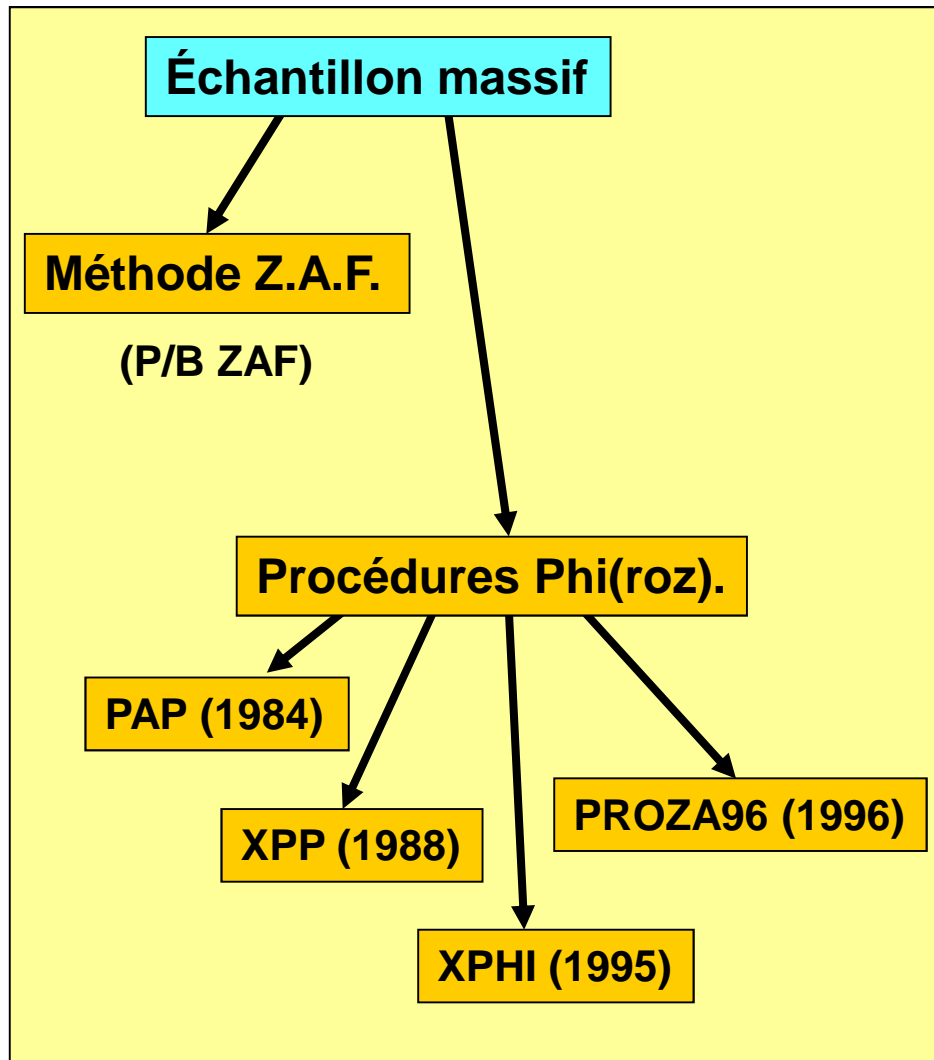 Échantillon massif
Méthode Z.A.F.
(P/B ZAF)
Procédures Phi(roz).
PAP (1984)
XPP (1988)
PROZA96 (1996)
XPHI (1995)